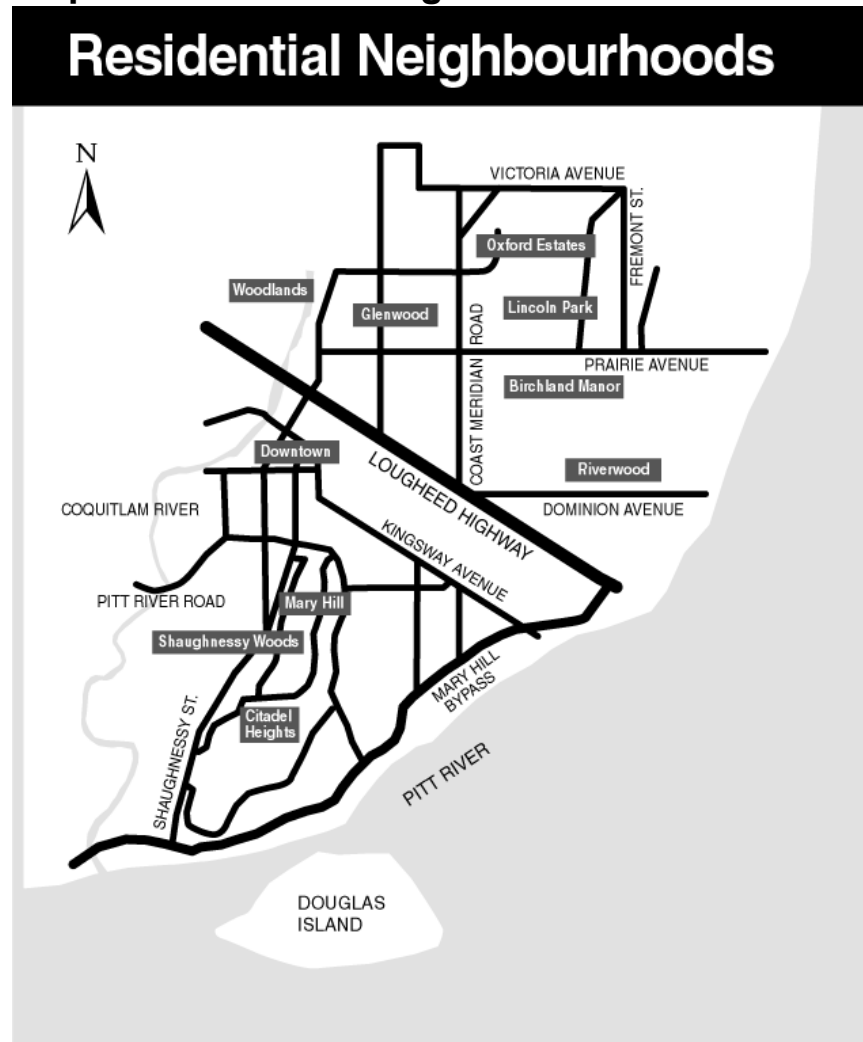 Residential Neighbourhoods
N
VICTORIA AVENUE
FREMONT ST.
Oxford Estates
Woodlands
Glenwood
Lincoln Park
COAST MERIDIAN ROAD
PRAIRIE AVENUE
Birchland Manor
Downtown
LOUGHEED HIGHWAY
Riverwood
COQUITLAM RIVER
DOMINION AVENUE
KINGSWAY AVENUE
PITT RIVER ROAD
Mary Hill
Shaughnessy Woods
MARY HILL
BYPASS
Citadel
Heights
SHAUGHNESSY ST.
PITT RIVER
DOUGLAS
ISLAND